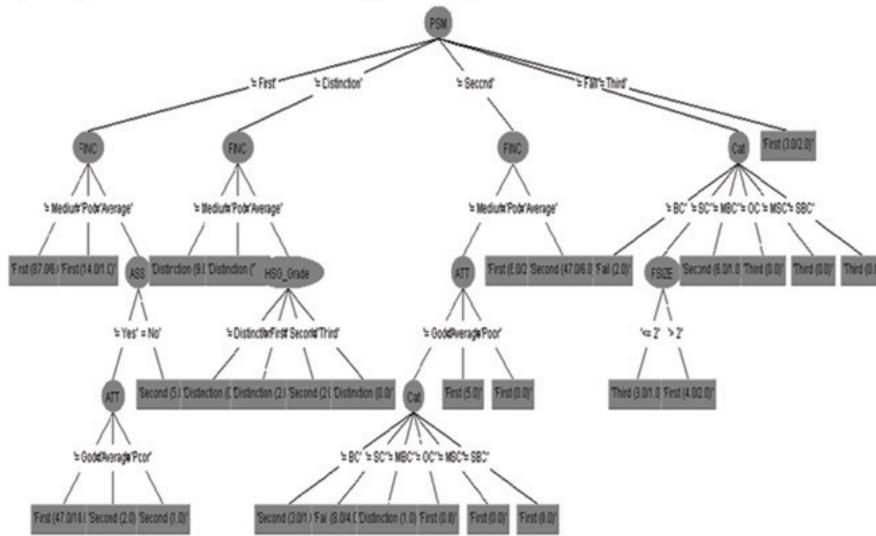 PSM
'= First' '= Distinction' '= Second' '= Fail' '= Third'
FINC FINC FINC Cat 'First (3.0/2.0)'
'= Medium' '= Poor' '= Average' '= Medium' '= Poor' '= Average' '= Medium' '= Poor' '= Average' '= BC' '= SC' '= MBC' '= OC' '= MSC' '= SBC'
'First (14.0/1.0)' ASS 'Distinction HSG_Grade ATT 'Second (47.0/6.0)' 'Fail (2.0)' FSIZE 'Second (6.0/1.0)' 'Third (0.0)' 'Third (0.0)' 'Third (0.0)'
'= Yes' '= No' '= Distinction' '= First' '= Second' '= Third' '= Good' '= Average' '= Poor' '<= 2' '> 2'
ATT 'Second (5.0 'Distinction 'Distinction (2.0) 'Second (2.0) 'Distinction (0.0)' Cat 'First (5.0)' 'First (0.0)' 'Third (3.0/1.0)' 'First (4.0/2.0)'
'= Good' '= Average' '= Poor' '= BC' '= SC' '= MBC' '= OC' '= MSC' '= SBC'
'First (47.0/18. 'Second (2.0)' 'Second (1.0)' 'Second (3.0/1. 'Fail (8.0/4.0)' 'Distinction (1.0)' 'First (0.0)' 'First (0.0)' 'First (0.0)'